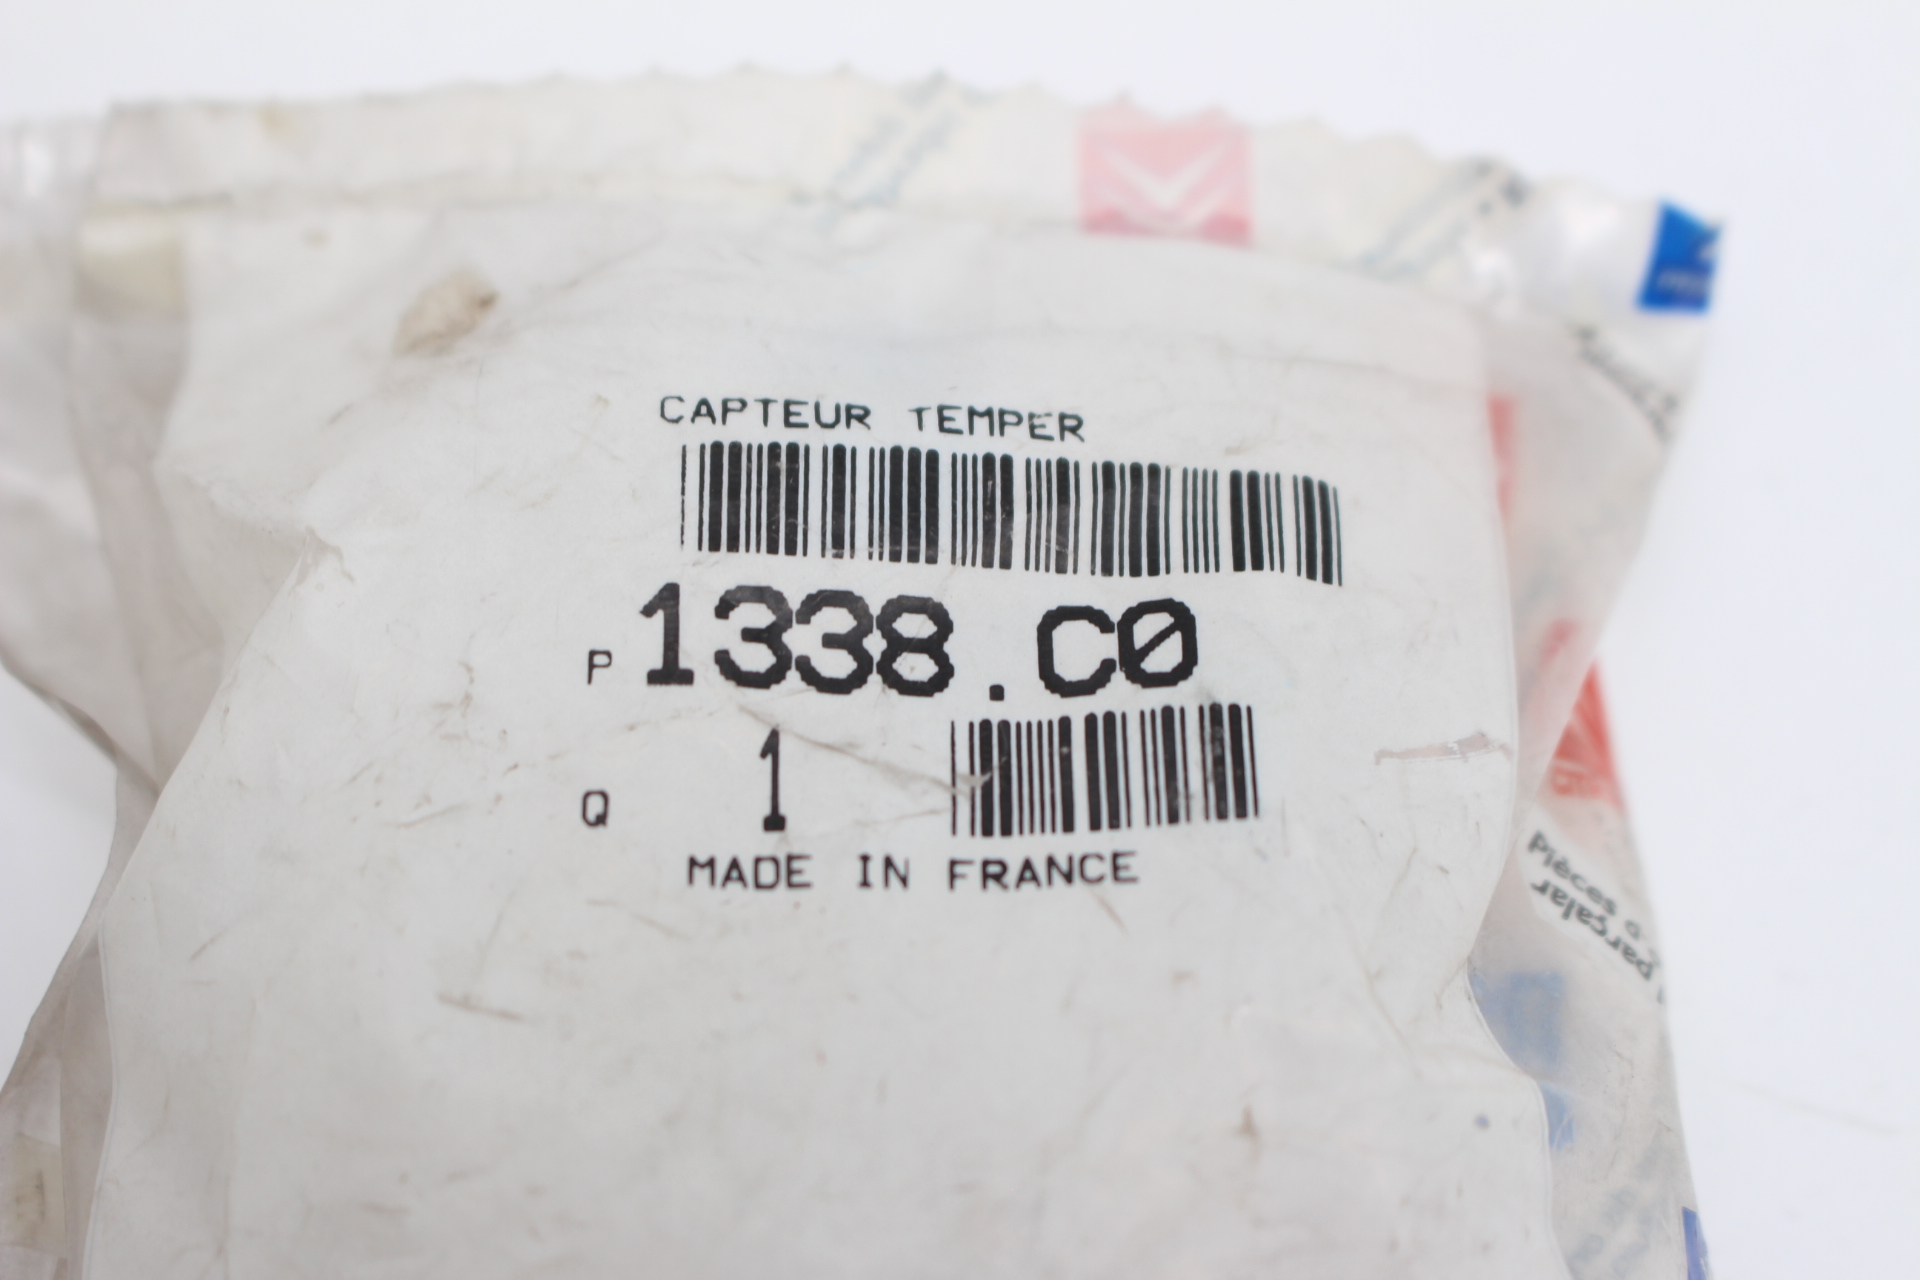 CAPTEUR TEMPER
P 1338.C0
Q 1
MADE IN FRANCE
Pièces